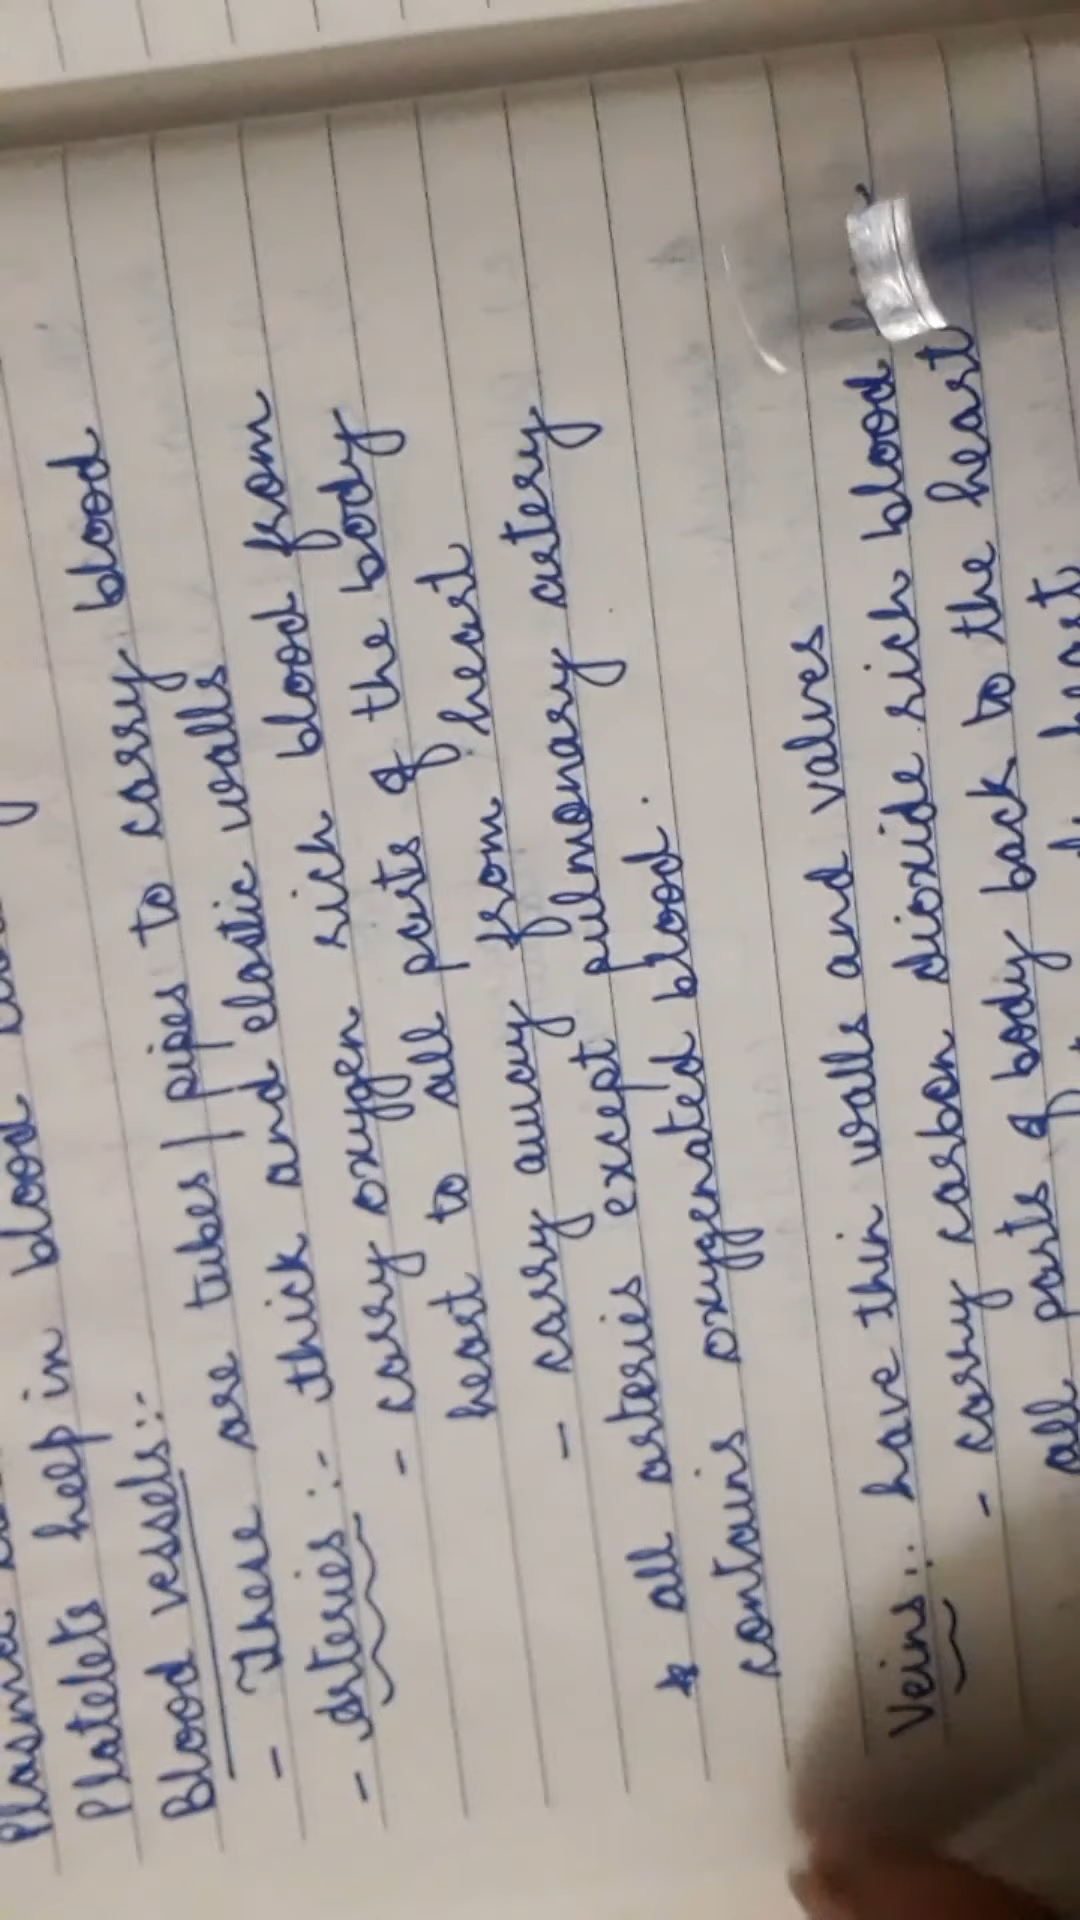 Plasma
Platelets help in blood
Blood vessels:-
- These are tubes | pipes to carry blood
- Arteries :- thick and elastic walls
- carry oxygen rich blood from
heart to all parts of the body
- carry away from heart
* all arteries except pulmonary artery
contains oxygenated blood.
Veins:- have thin walls and valves
- carry carbon dioxide rich blood
all parts of body back to the heart